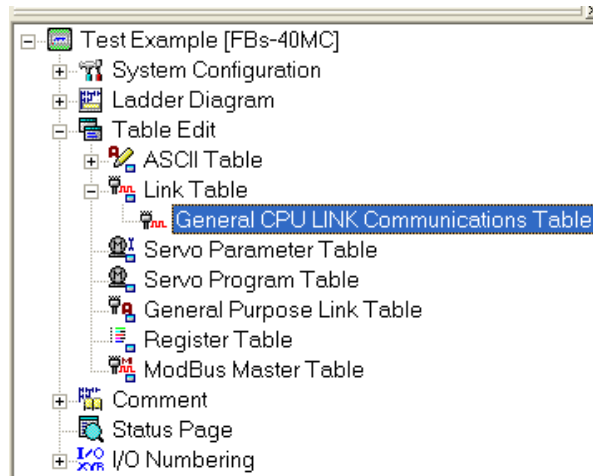 Test Example [FBs-40MC]
System Configuration
Ladder Diagram
Table Edit
ASCII Table
Link Table
General CPU LINK Communications Table
Servo Parameter Table
Servo Program Table
General Purpose Link Table
Register Table
ModBus Master Table
Comment
Status Page
I/O Numbering